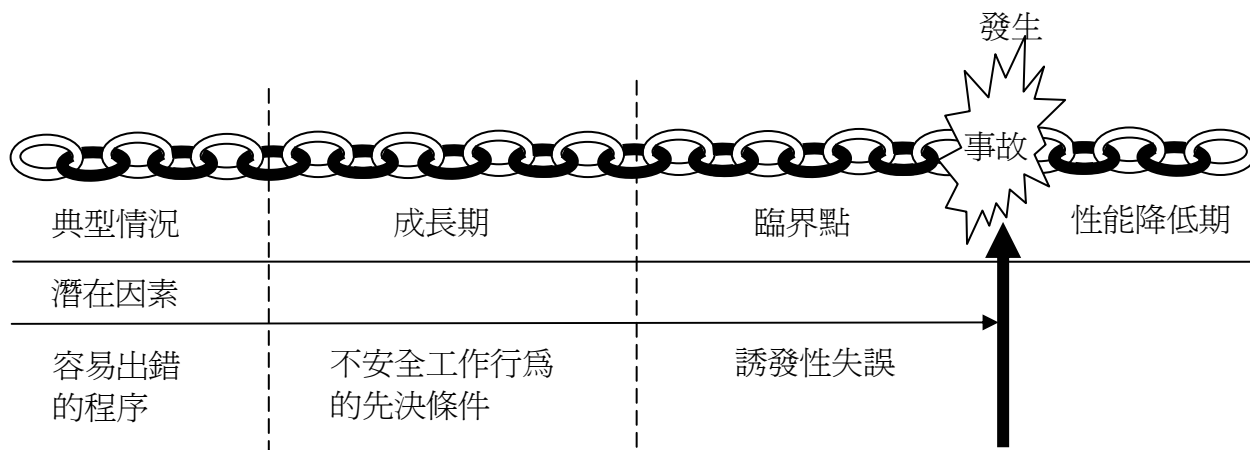 發生
事故
典型情況
成長期
臨界點
性能降低期
潛在因素
容易出錯
的程序
不安全工作行爲
的先決條件
誘發性失誤